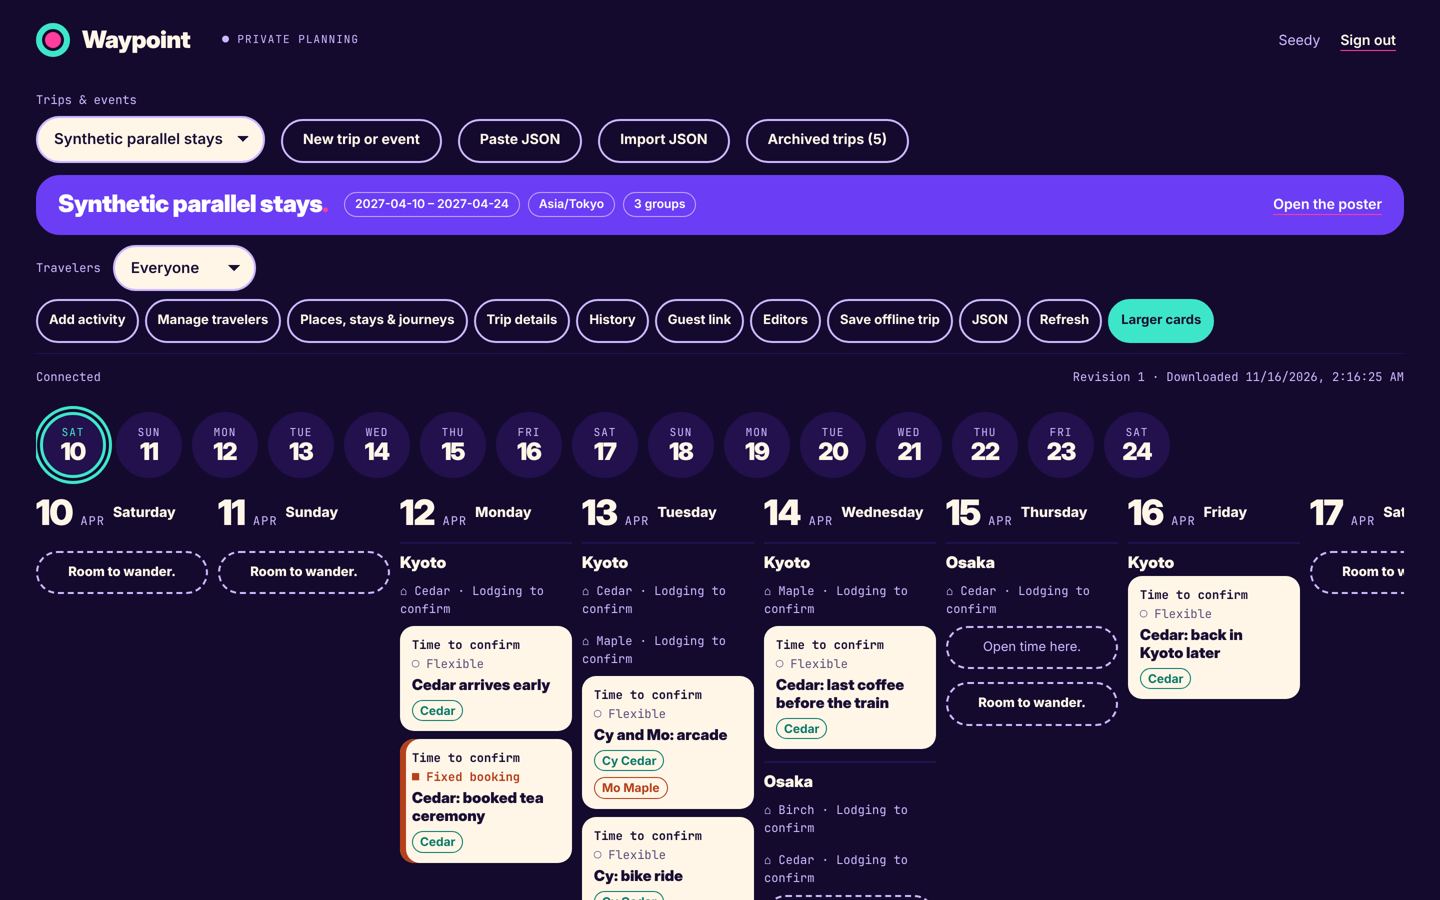 Waypoint
PRIVATE PLANNING
Seedy
Sign out
Trips & events
Synthetic parallel stays
New trip or event
Paste JSON
Import JSON
Archived trips (5)
Synthetic parallel stays.
2027-04-10 – 2027-04-24
Asia/Tokyo
3 groups
Open the poster
Travelers
Everyone
Add activity
Manage travelers
Places, stays & journeys
Trip details
History
Guest link
Editors
Save offline trip
JSON
Refresh
Larger cards
Connected
Revision 1 · Downloaded 11/16/2026, 2:16:25 AM
SAT
10
SUN
11
MON
12
TUE
13
WED
14
THU
15
FRI
16
SAT
17
SUN
18
MON
19
TUE
20
WED
21
THU
22
FRI
23
SAT
24
10 APR Saturday
Room to wander.
11 APR Sunday
Room to wander.
12 APR Monday
Kyoto
⌂ Cedar · Lodging to
confirm
Time to confirm
○ Flexible
Cedar arrives early
Cedar
Time to confirm
■ Fixed booking
Cedar: booked tea
ceremony
Cedar
13 APR Tuesday
Kyoto
⌂ Cedar · Lodging to
confirm
⌂ Maple · Lodging to
confirm
Time to confirm
○ Flexible
Cy and Mo: arcade
Cy Cedar
Mo Maple
Time to confirm
○ Flexible
Cy: bike ride
Cy Cedar
14 APR Wednesday
Kyoto
⌂ Maple · Lodging to
confirm
Time to confirm
○ Flexible
Cedar: last coffee
before the train
Cedar
Osaka
⌂ Birch · Lodging to
confirm
⌂ Cedar · Lodging to
confirm
15 APR Thursday
Osaka
⌂ Cedar · Lodging to
confirm
Open time here.
Room to wander.
16 APR Friday
Kyoto
Time to confirm
○ Flexible
Cedar: back in
Kyoto later
Cedar
17 APR Sat
Room to w